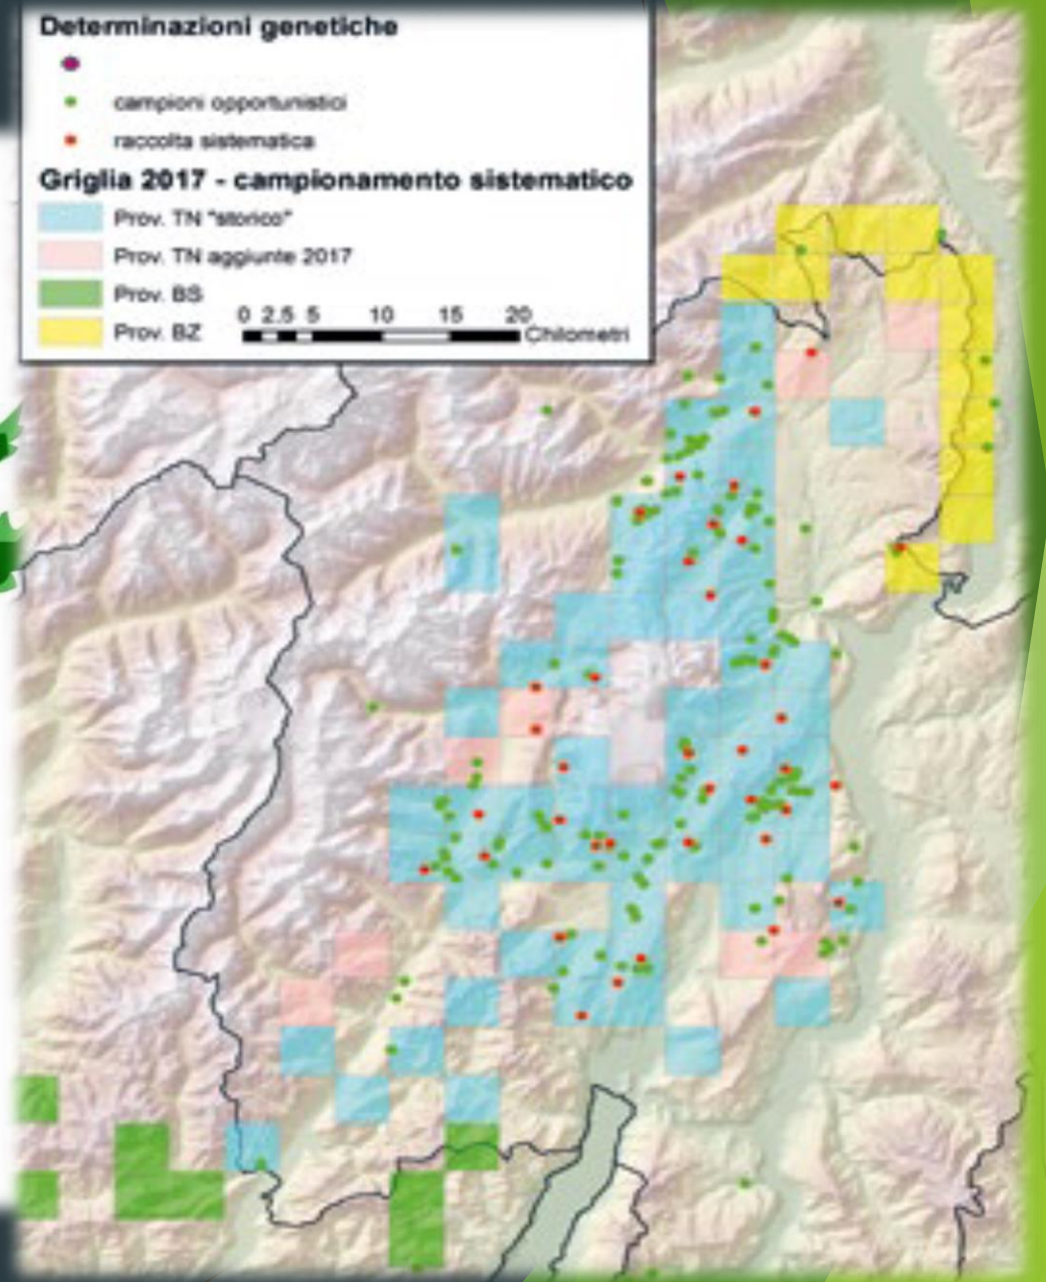 Determinazioni genetiche
campioni opportunistici
raccolta sistematica
Griglia 2017 - campionamento sistematico
Prov. TN "storico"
Prov. TN aggiunte 2017
Prov. BS
Prov. BZ
0 2.5 5 10 20
Chilometri